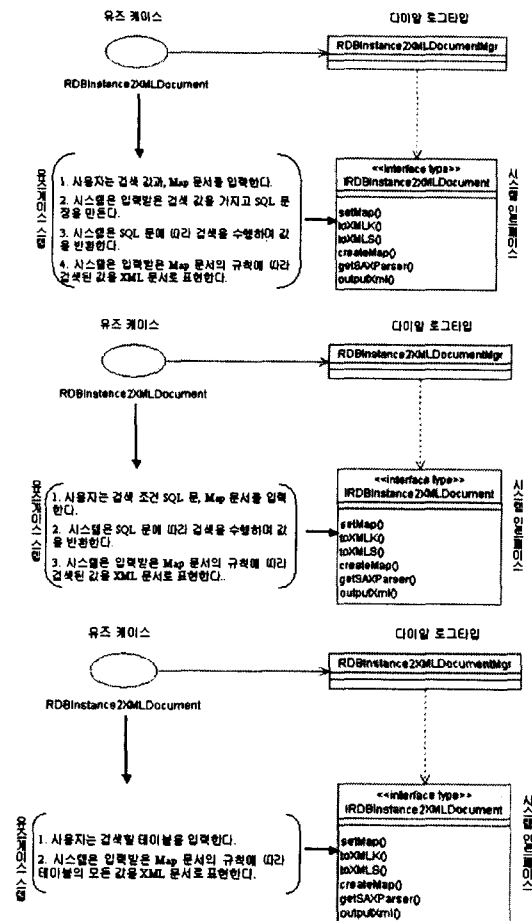 유즈 케이스
다이알 로그타입
RDBInstance2XMLDocumentMgr
RDBInstance2XMLDocument
유즈케이스 스텝
1. 사용자는 검색 값과, Map 문서를 입력한다.
2. 시스템은 입력받은 검색 값을 가지고 SQL 문
장을 만든다.
3. 시스템은 SQL 문에 따라 검색을 수행하여 값
을 반환한다.
4. 시스템은 입력받은 Map 문서의 규칙에 따라
검색된 값을 XML 문서로 표현한다.
<<interface type>>
IRDBInstance2XMLDocument
setMap()
toXMLK()
toXMLS()
createMap()
getSAXParser()
outputXml()
시스템 인터페이스
유즈 케이스
다이알 로그타입
RDBInstance2XMLDocumentMgr
RDBInstance2XMLDocument
유즈케이스 스텝
1. 사용자는 검색 조건 SQL 문, Map 문서를 입력
한다.
2. 시스템은 SQL 문에 따라 검색을 수행하여 값
을 반환한다.
3. 시스템은 입력받은 Map 문서의 규칙에 따라
검색된 값을 XML 문서로 표현한다..
<<interface type>>
IRDBInstance2XMLDocument
setMap()
toXMLK()
toXMLS()
createMap()
getSAXParser()
outputXml()
시스템 인터페이스
유즈 케이스
다이알 로그타입
RDBInstance2XMLDocumentMgr
RDBInstance2XMLDocument
유즈케이스 스텝
1. 사용자는 검색할 테이블을 입력한다.
2. 시스템은 입력받은 Map 문서의 규칙에 따라
테이블의 모든 값을 XML 문서로 표현한다.
<<interface type>>
IRDBInstance2XMLDocument
setMap()
toXMLK()
toXMLS()
createMap()
getSAXParser()
outputXml()
시스템 인터페이스